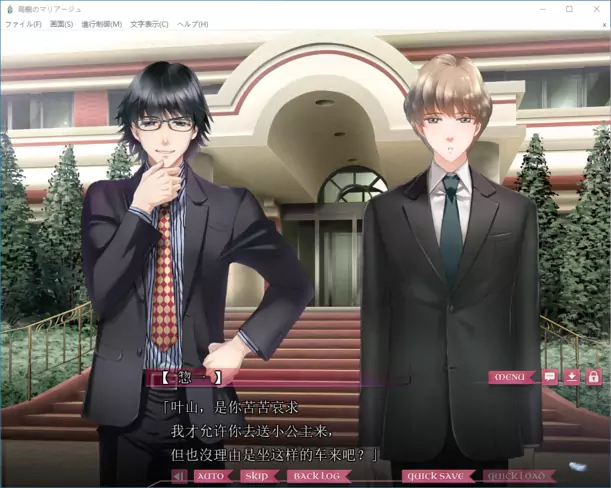 鳥籠のマリアージュ
ファイル(F) 画面(S) 進行制御(M) 文字表示(C) ヘルプ(H)
x
【 惣一 】
MENU
「叶山，是你苦苦哀求
我才允许你去送小公主来，
但也没理由是坐这样的车来吧？」
AUTO SKIP BACK LOG QUICK SAVE QUICK LOAD